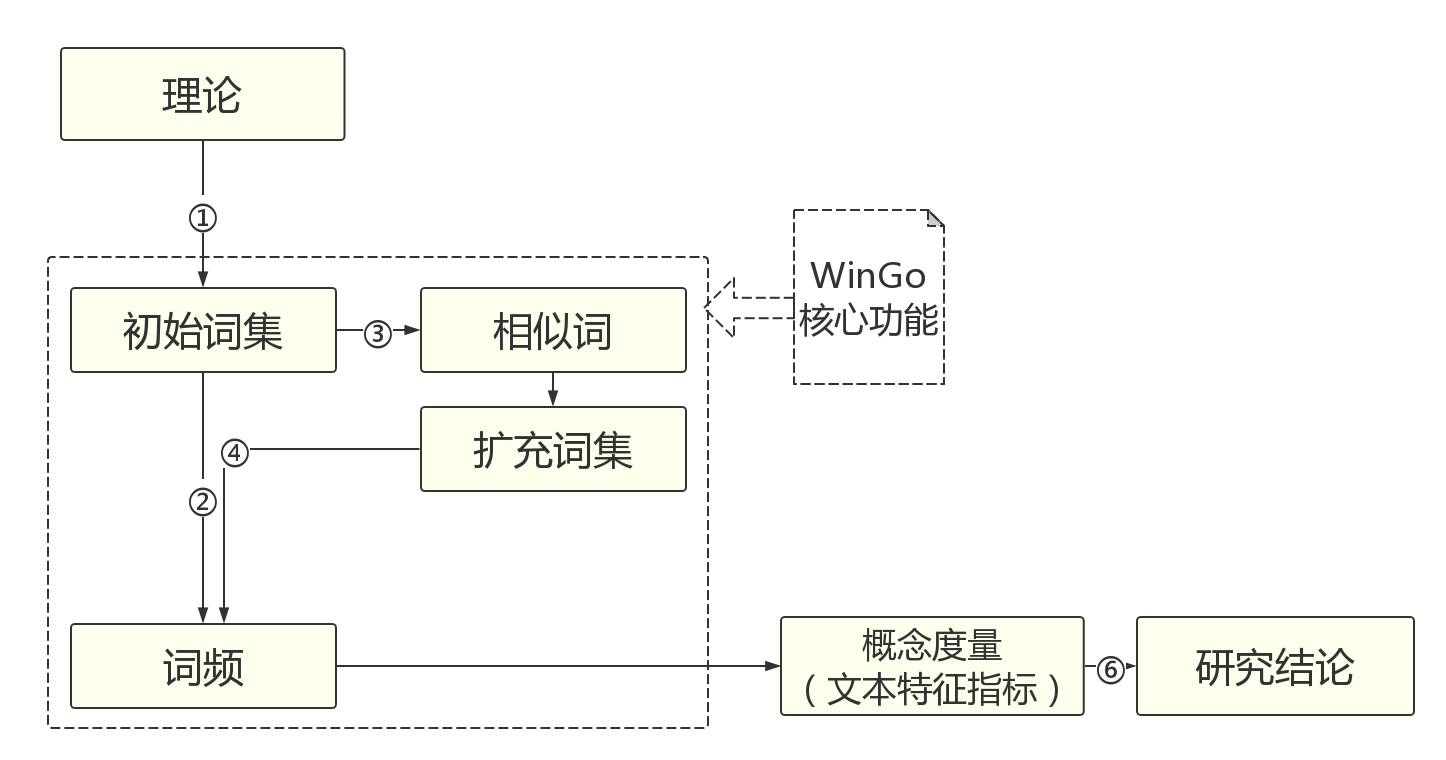 理论
①
WinGo
核心功能
初始词集
③
相似词
④
扩充词集
②
词频
概念度量
（文本特征指标）
⑥
研究结论